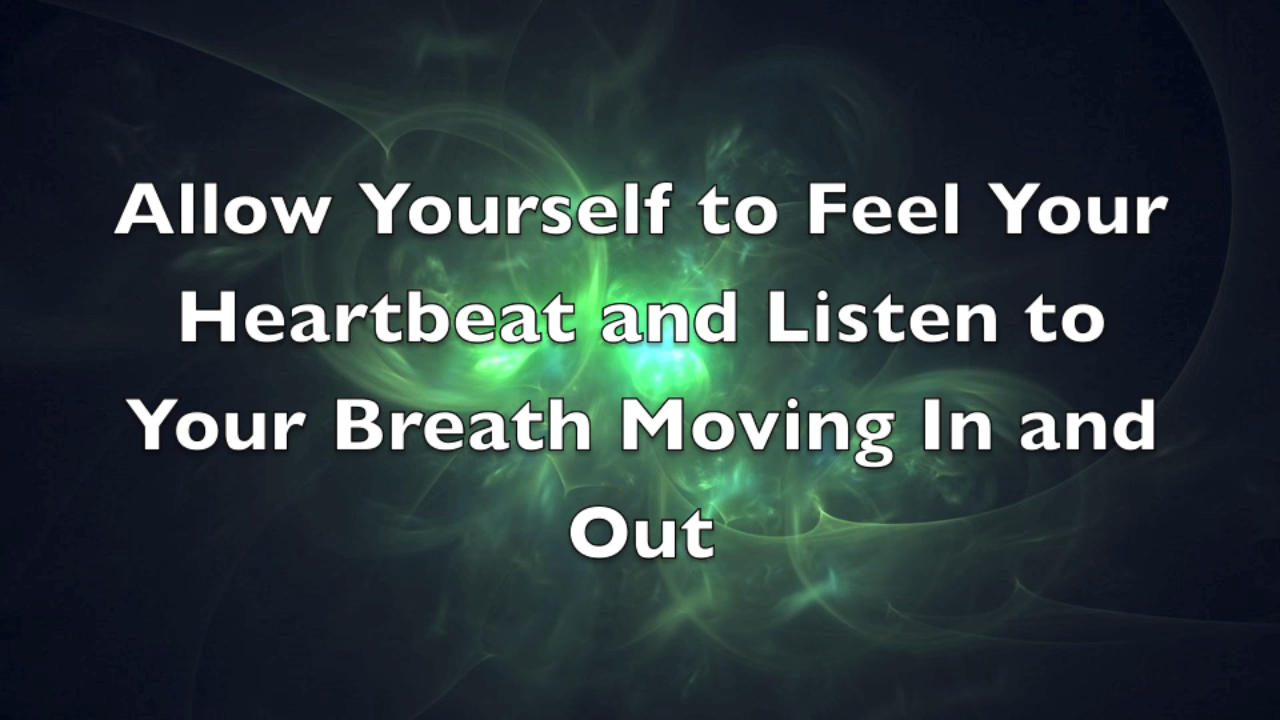 Allow Yourself to Feel Your
Heartbeat and Listen to
Your Breath Moving In and
Out